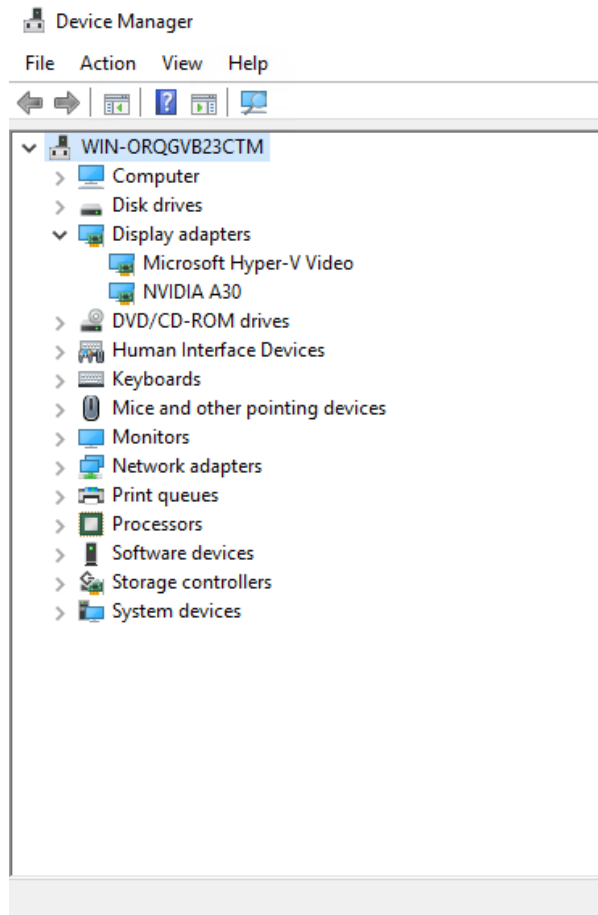 Device Manager
File Action View Help
WIN-ORQGVB23CTM
Computer
Disk drives
Display adapters
Microsoft Hyper-V Video
NVIDIA A30
DVD/CD-ROM drives
Human Interface Devices
Keyboards
Mice and other pointing devices
Monitors
Network adapters
Print queues
Processors
Software devices
Storage controllers
System devices